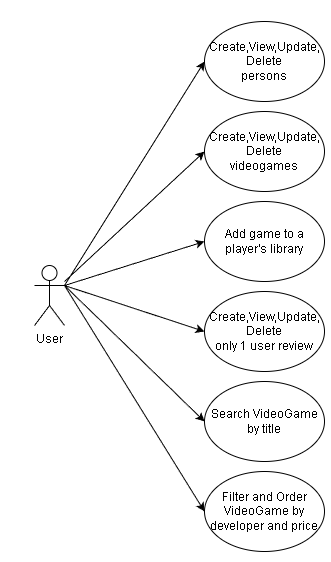 Create,View,Update,
Delete
persons
Create,View,Update,
Delete
videogames
Add game to a
player's library
User
Create,View,Update,
Delete
only 1 user review
Search VideoGame
by title
Filter and Order
VideoGame by
developer and price